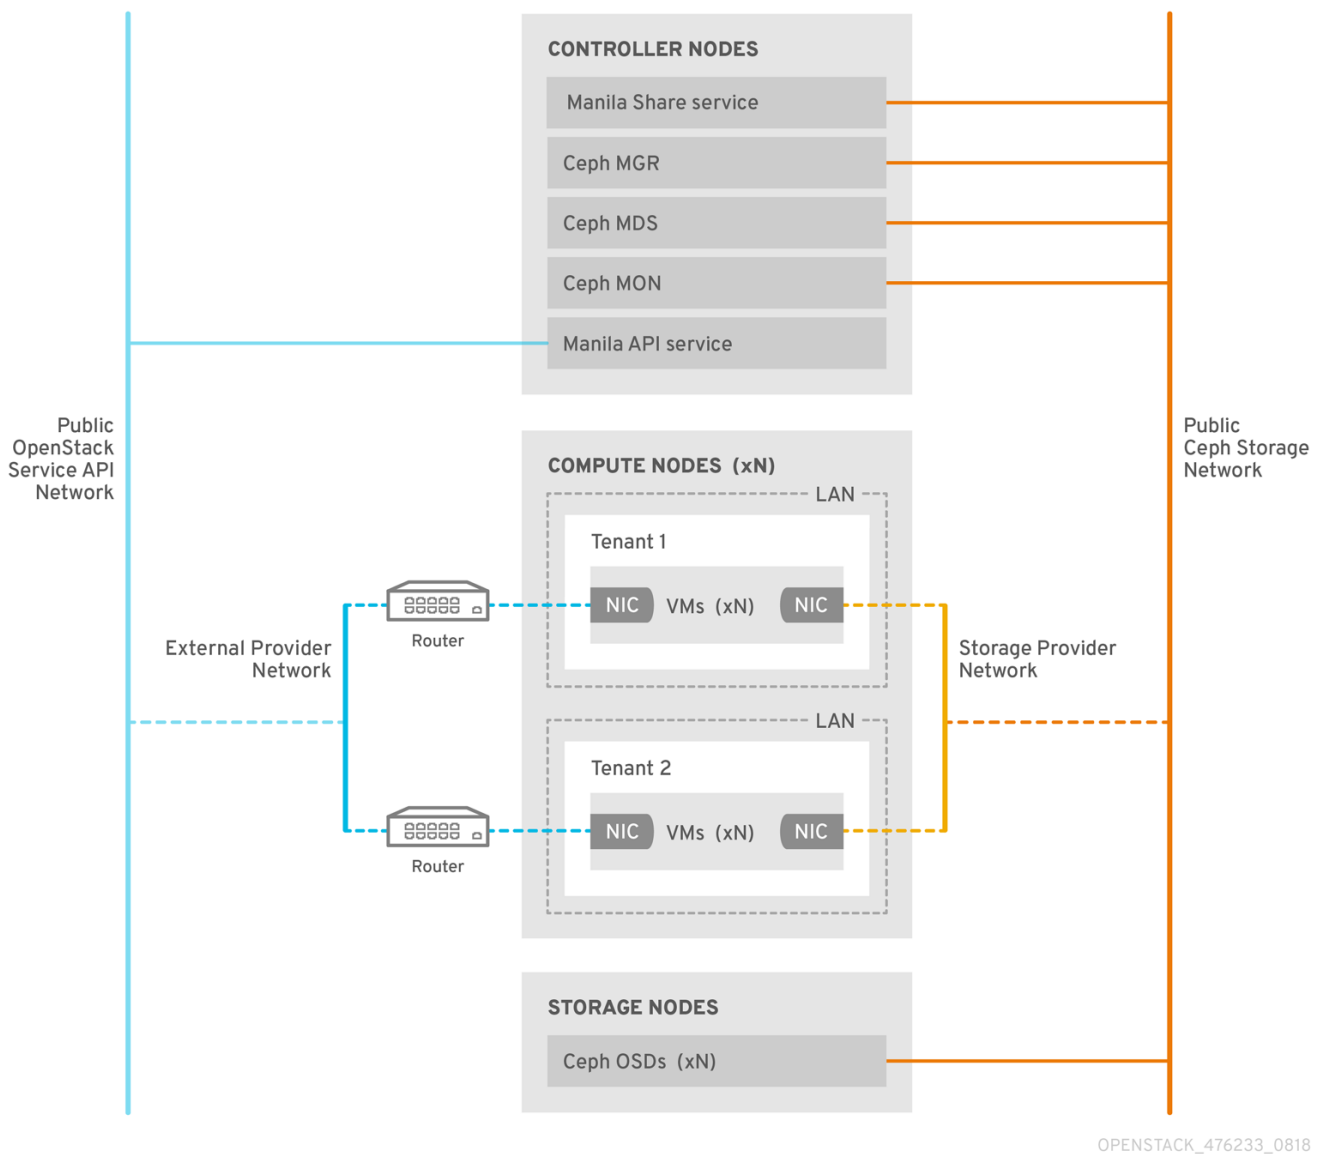 CONTROLLER NODES
Manila Share service
Ceph MGR
Ceph MDS
Ceph MON
Manila API service
Public
OpenStack
Service API
Network
Public
Ceph Storage
Network
COMPUTE NODES (xN)
LAN
Tenant 1
NIC VMs (xN) NIC
Router
External Provider
Network
Storage Provider
Network
LAN
Tenant 2
NIC VMs (xN) NIC
Router
STORAGE NODES
Ceph OSDs (xN)
OPENSTACK_476233_0818